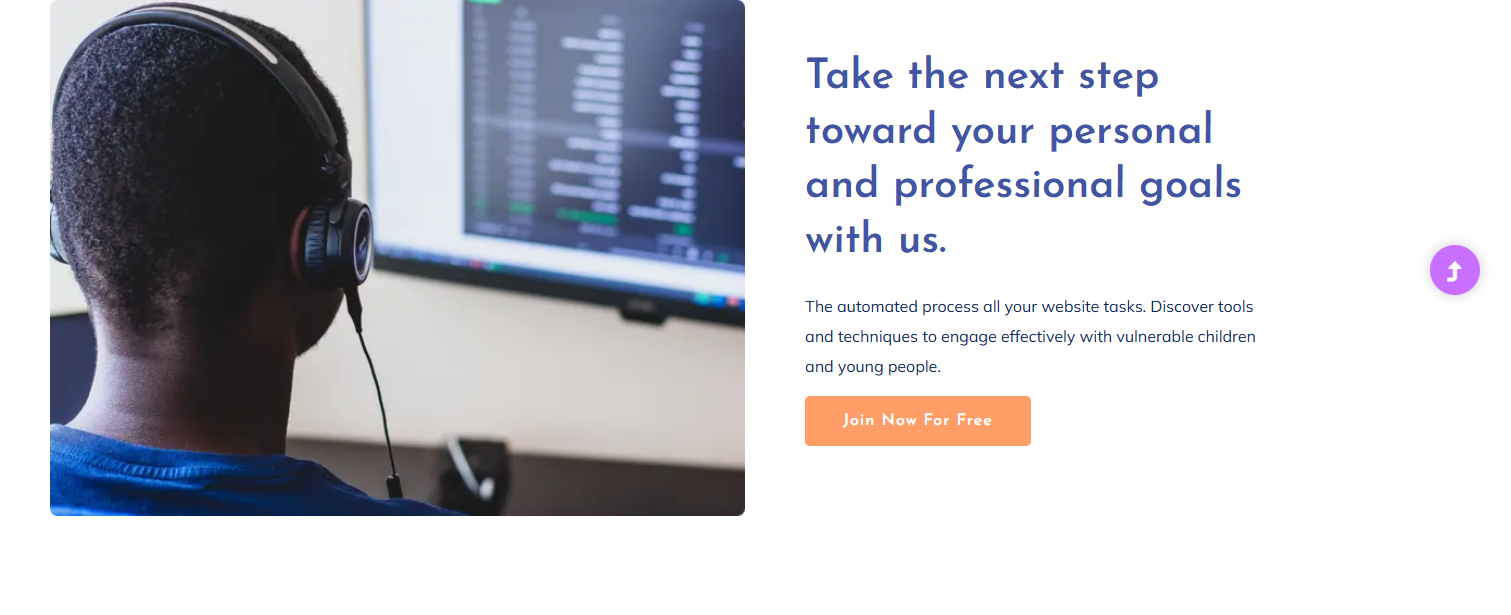 Take the next step
toward your personal
and professional goals
with us.
The automated process all your website tasks. Discover tools
and techniques to engage effectively with vulnerable children
and young people.
Join Now For Free